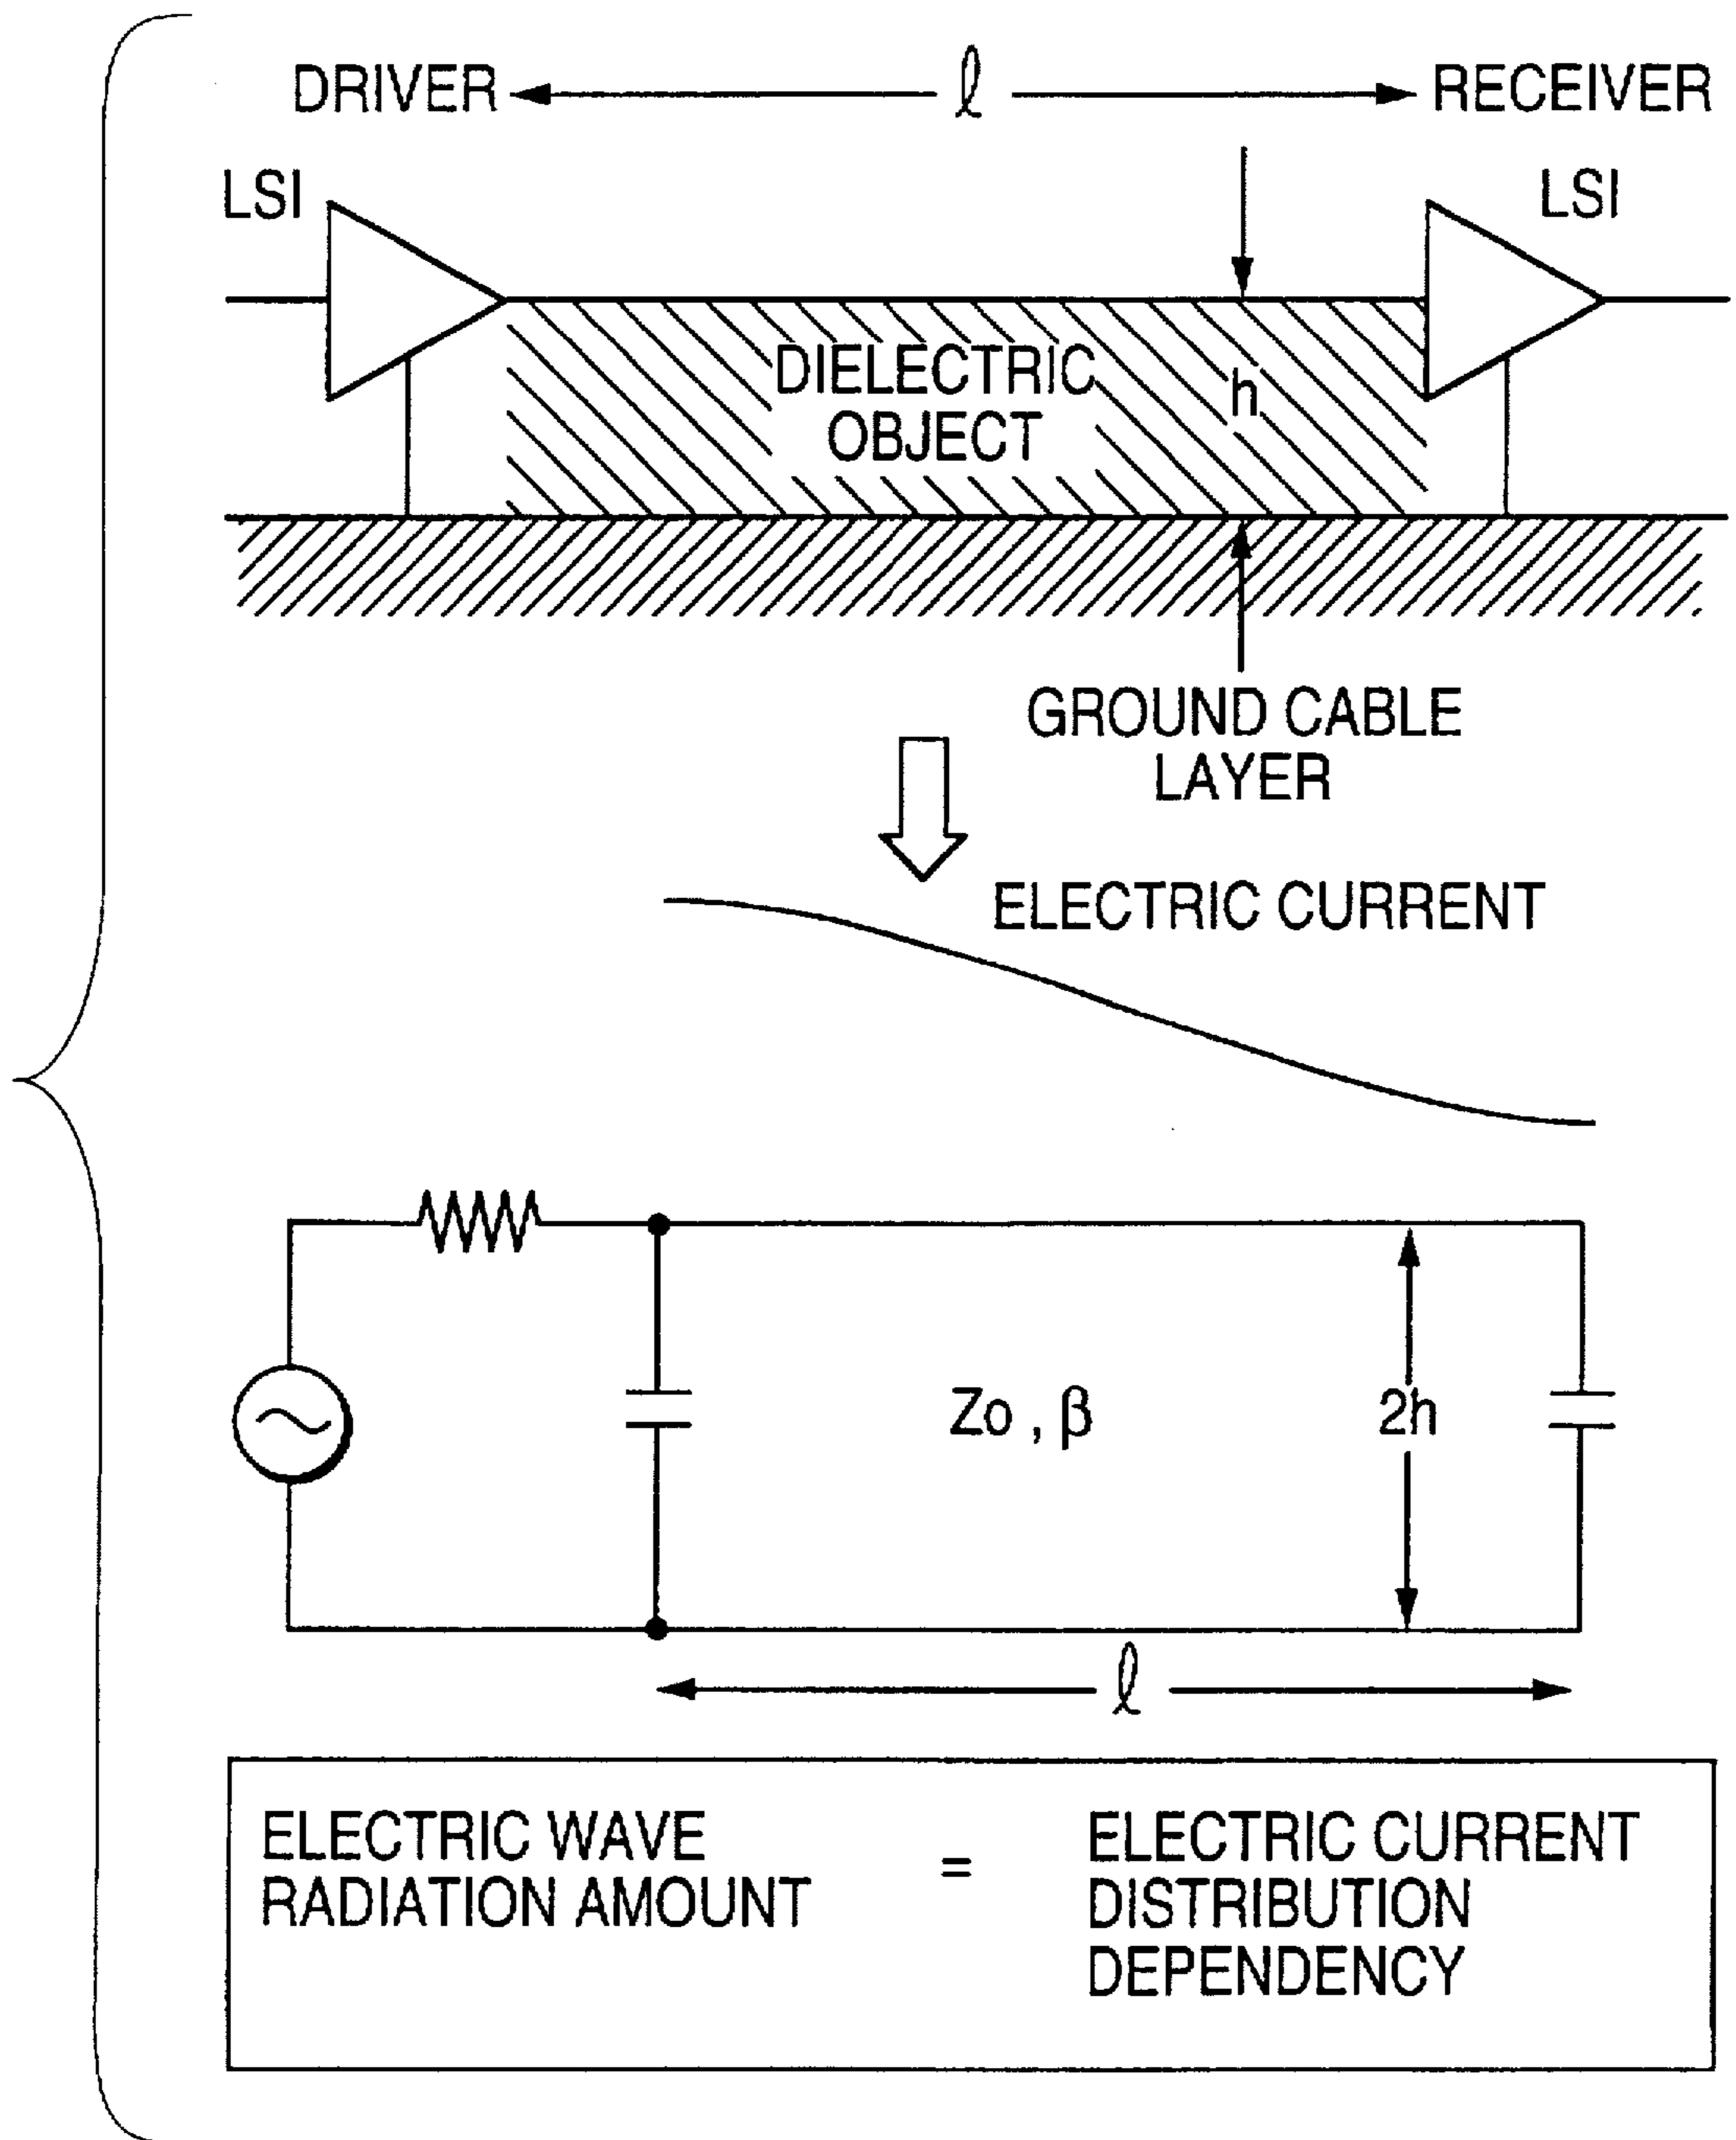 DRIVER
ℓ
RECEIVER
LSI
LSI
DIELECTRIC
OBJECT
h
GROUND CABLE
LAYER
ELECTRIC CURRENT
Zo , β
2h
ℓ
ELECTRIC WAVE
RADIATION AMOUNT
=
ELECTRIC CURRENT
DISTRIBUTION
DEPENDENCY